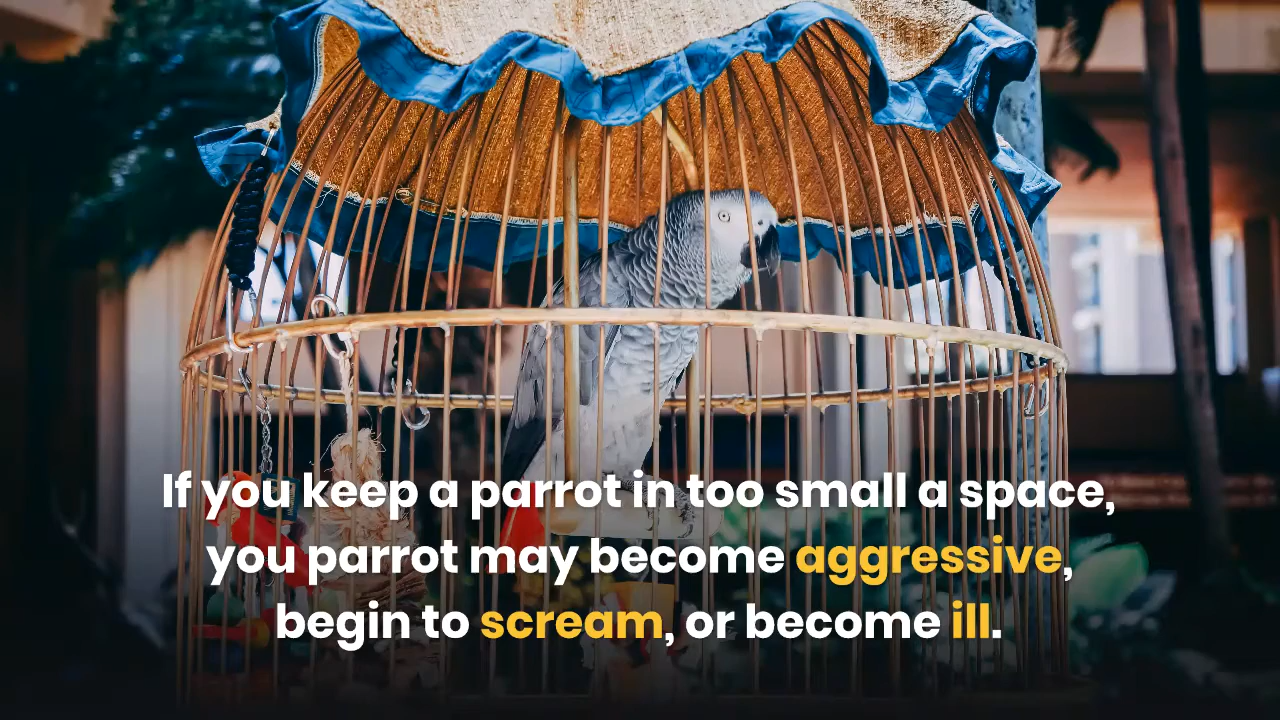 If you keep a parrot in too small a space,
you parrot may become aggressive,
begin to scream, or become ill.